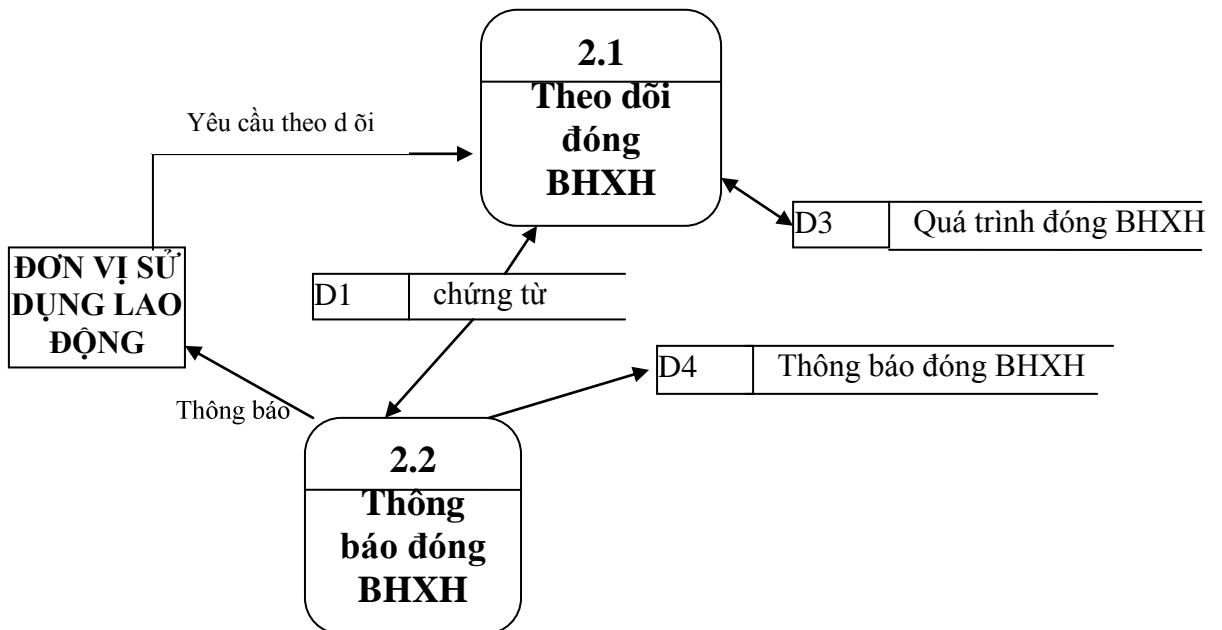 2.1
Theo dõi
đóng
BHXH
Yêu cầu theo d õi
D3 Quá trình đóng BHXH
ĐƠN VỊ SỬ
DỤNG LAO
ĐỘNG
D1 chứng từ
D4 Thông báo đóng BHXH
Thông báo
2.2
Thông
báo đóng
BHXH